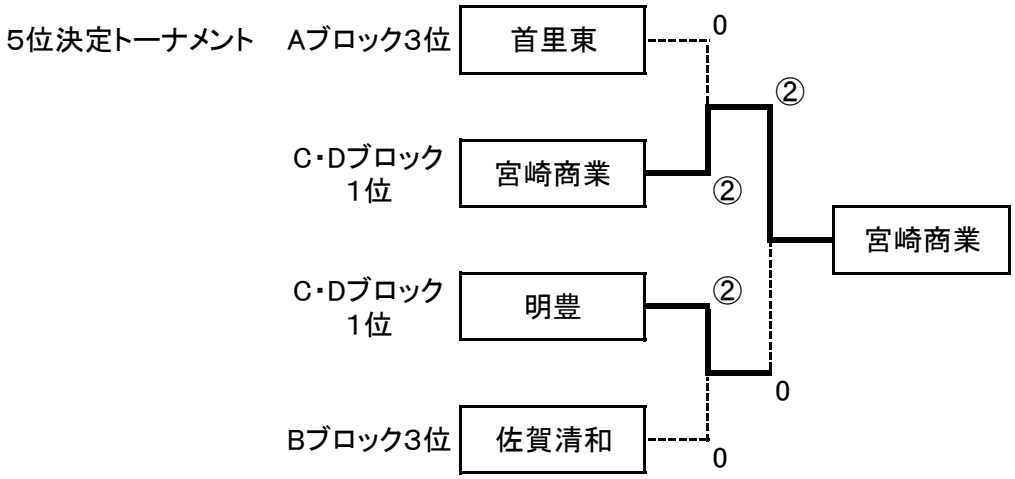 5位決定トーナメント
Aブロック3位
首里東
0
②
C・Dブロック
1位
宮崎商業
②
宮崎商業
C・Dブロック
1位
明豊
②
0
Bブロック3位
佐賀清和
0